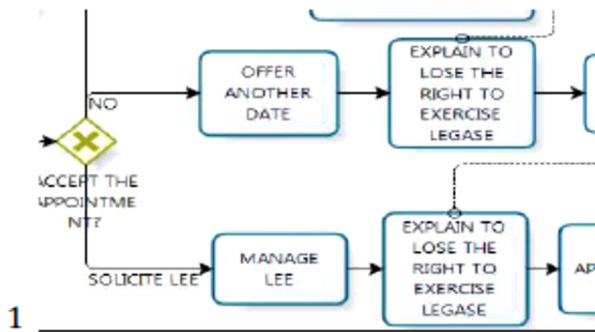 OFFER
ANOTHER
DATE
EXPLAIN TO
LOSE THE
RIGHT TO
EXERCISE
LEGASE
NO
ACCEPT THE
APPOINTME
NT?
SOLICITE LEE
MANAGE
LEE
EXPLAIN TO
LOSE THE
RIGHT TO
EXERCISE
LEGASE
AP
1